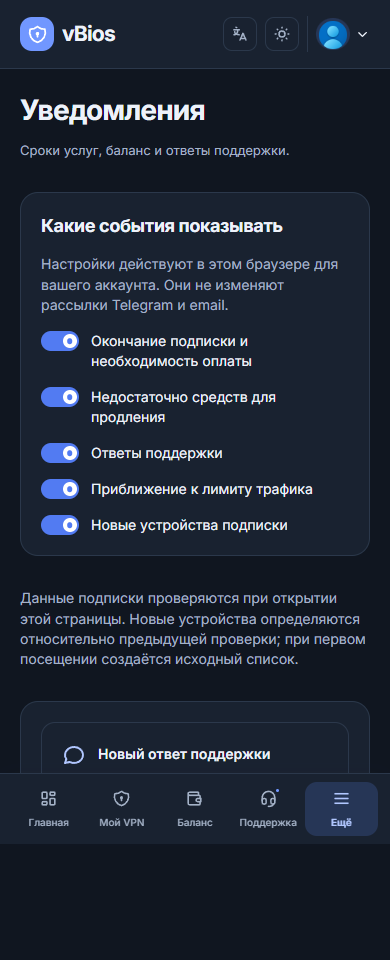 vBios
Уведомления
Сроки услуг, баланс и ответы поддержки.
Какие события показывать
Настройки действуют в этом браузере для
вашего аккаунта. Они не изменяют
рассылки Telegram и email.
Окончание подписки и
необходимость оплаты
Недостаточно средств для
продления
Ответы поддержки
Приближение к лимиту трафика
Новые устройства подписки
Данные подписки проверяются при открытии
этой страницы. Новые устройства определяются
относительно предыдущей проверки; при первом
посещении создаётся исходный список.
Новый ответ поддержки
Главная Мой VPN Баланс Поддержка Ещё